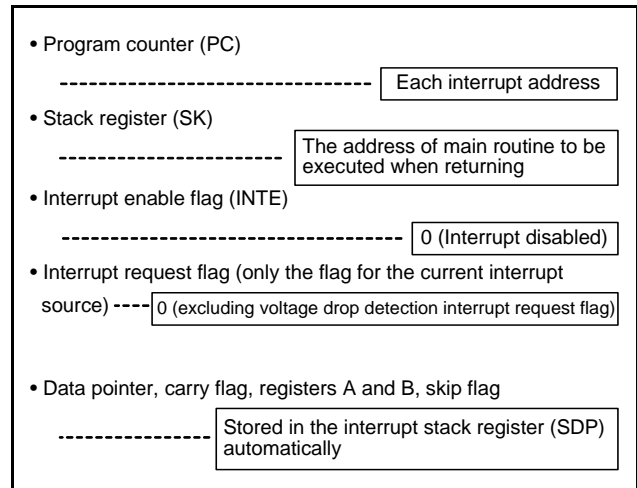 • Program counter (PC)
Each interrupt address
• Stack register (SK)
The address of main routine to be
executed when returning
• Interrupt enable flag (INTE)
0 (Interrupt disabled)
• Interrupt request flag (only the flag for the current interrupt
source) 0 (excluding voltage drop detection interrupt request flag)
• Data pointer, carry flag, registers A and B, skip flag
Stored in the interrupt stack register (SDP)
automatically